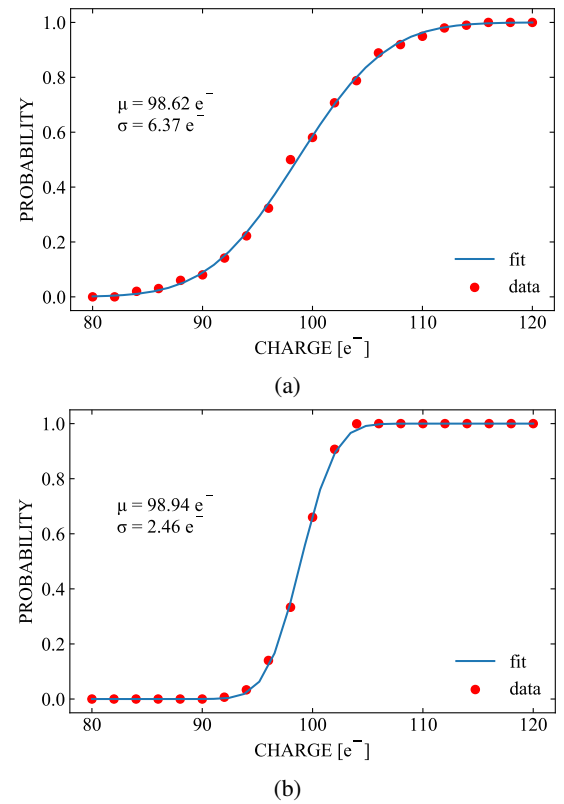 1.0
0.8
0.6
0.4
0.2
0.0
PROBABILITY
μ = 98.62 e⁻
σ = 6.37 e⁻
fit
data
80 90 100 110 120
CHARGE [e⁻]
(a)
1.0
0.8
0.6
0.4
0.2
0.0
PROBABILITY
μ = 98.94 e⁻
σ = 2.46 e⁻
fit
data
80 90 100 110 120
CHARGE [e⁻]
(b)